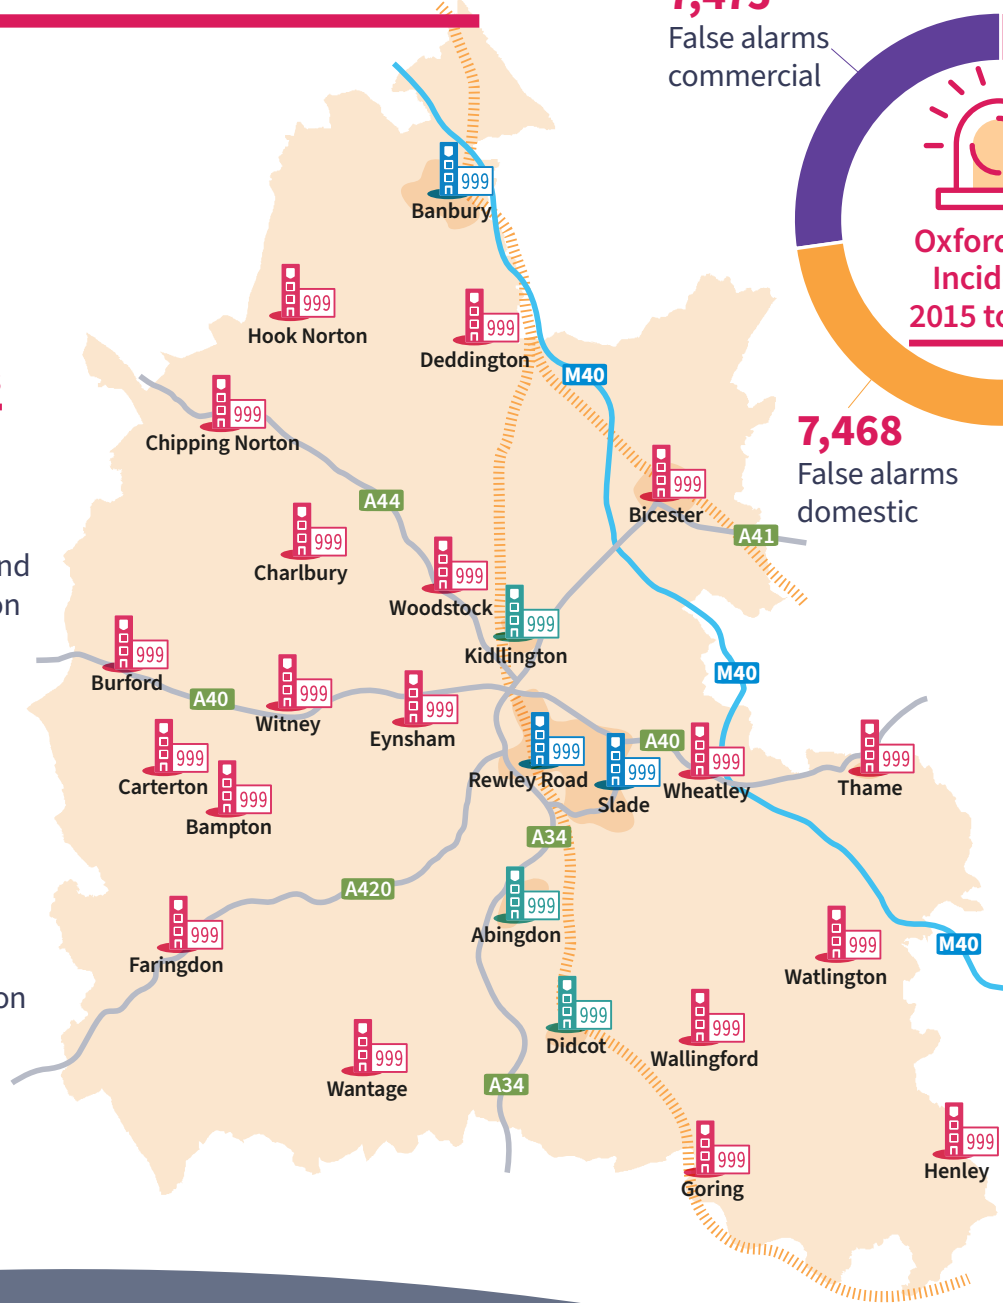 False alarms
commercial
999
Banbury
999
Hook Norton
999
Deddington
M40
999
Chipping Norton
A44
999
Bicester
A41
999
Charlbury
999
Woodstock
999
Kidllington
999
Burford
A40
999
Witney
999
Eynsham
999
Rewley Road
999
Slade
A40
999
Wheatley
M40
999
Thame
999
Carterton
999
Bampton
A34
A420
999
Abingdon
999
Faringdon
999
Watlington
M40
999
Didcot
999
Wallingford
999
Wantage
A34
999
Goring
999
Henley
2015 to
7,468
False alarms
domestic
on